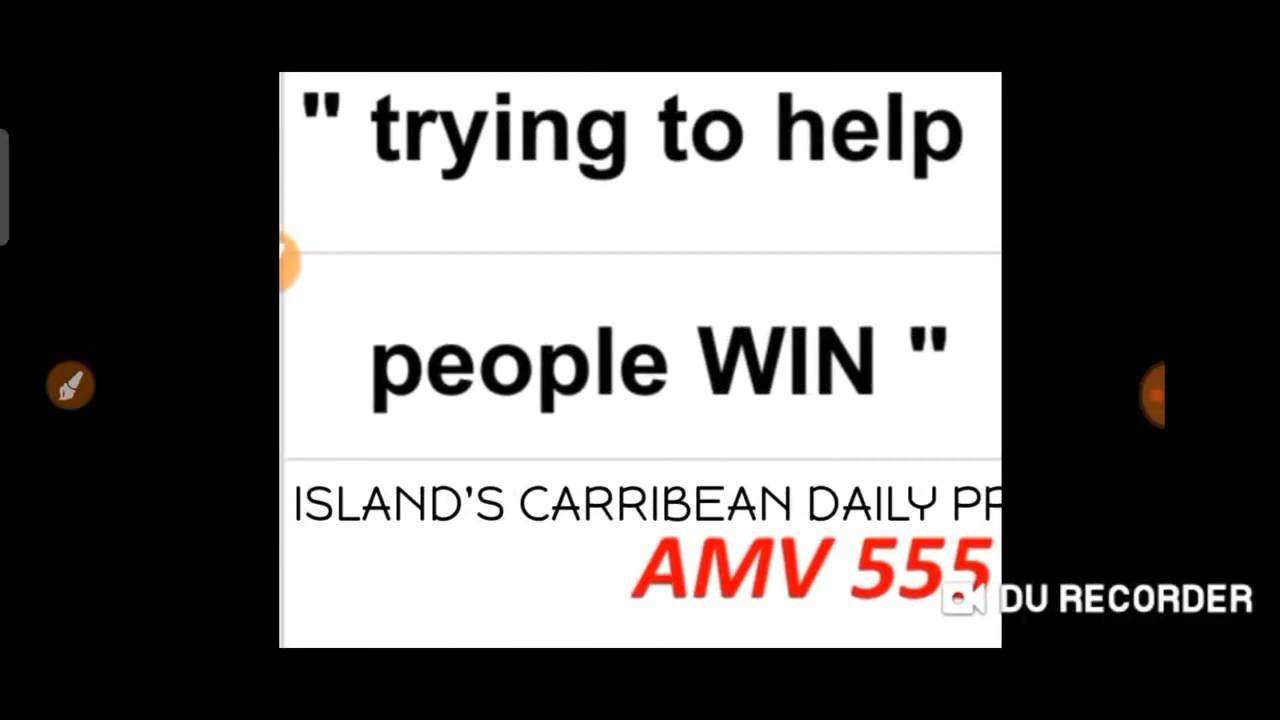 " trying to help
people WIN "
ISLAND'S CARRIBEAN DAILY
AMV 555
DU RECORDER